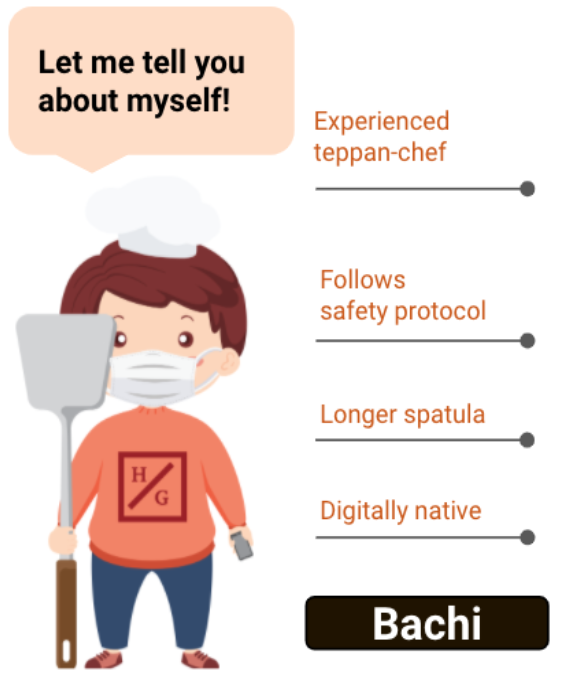 Let me tell you
about myself!
Experienced
teppan-chef
Follows
safety protocol
Longer spatula
H
G
Digitally native
Bachi